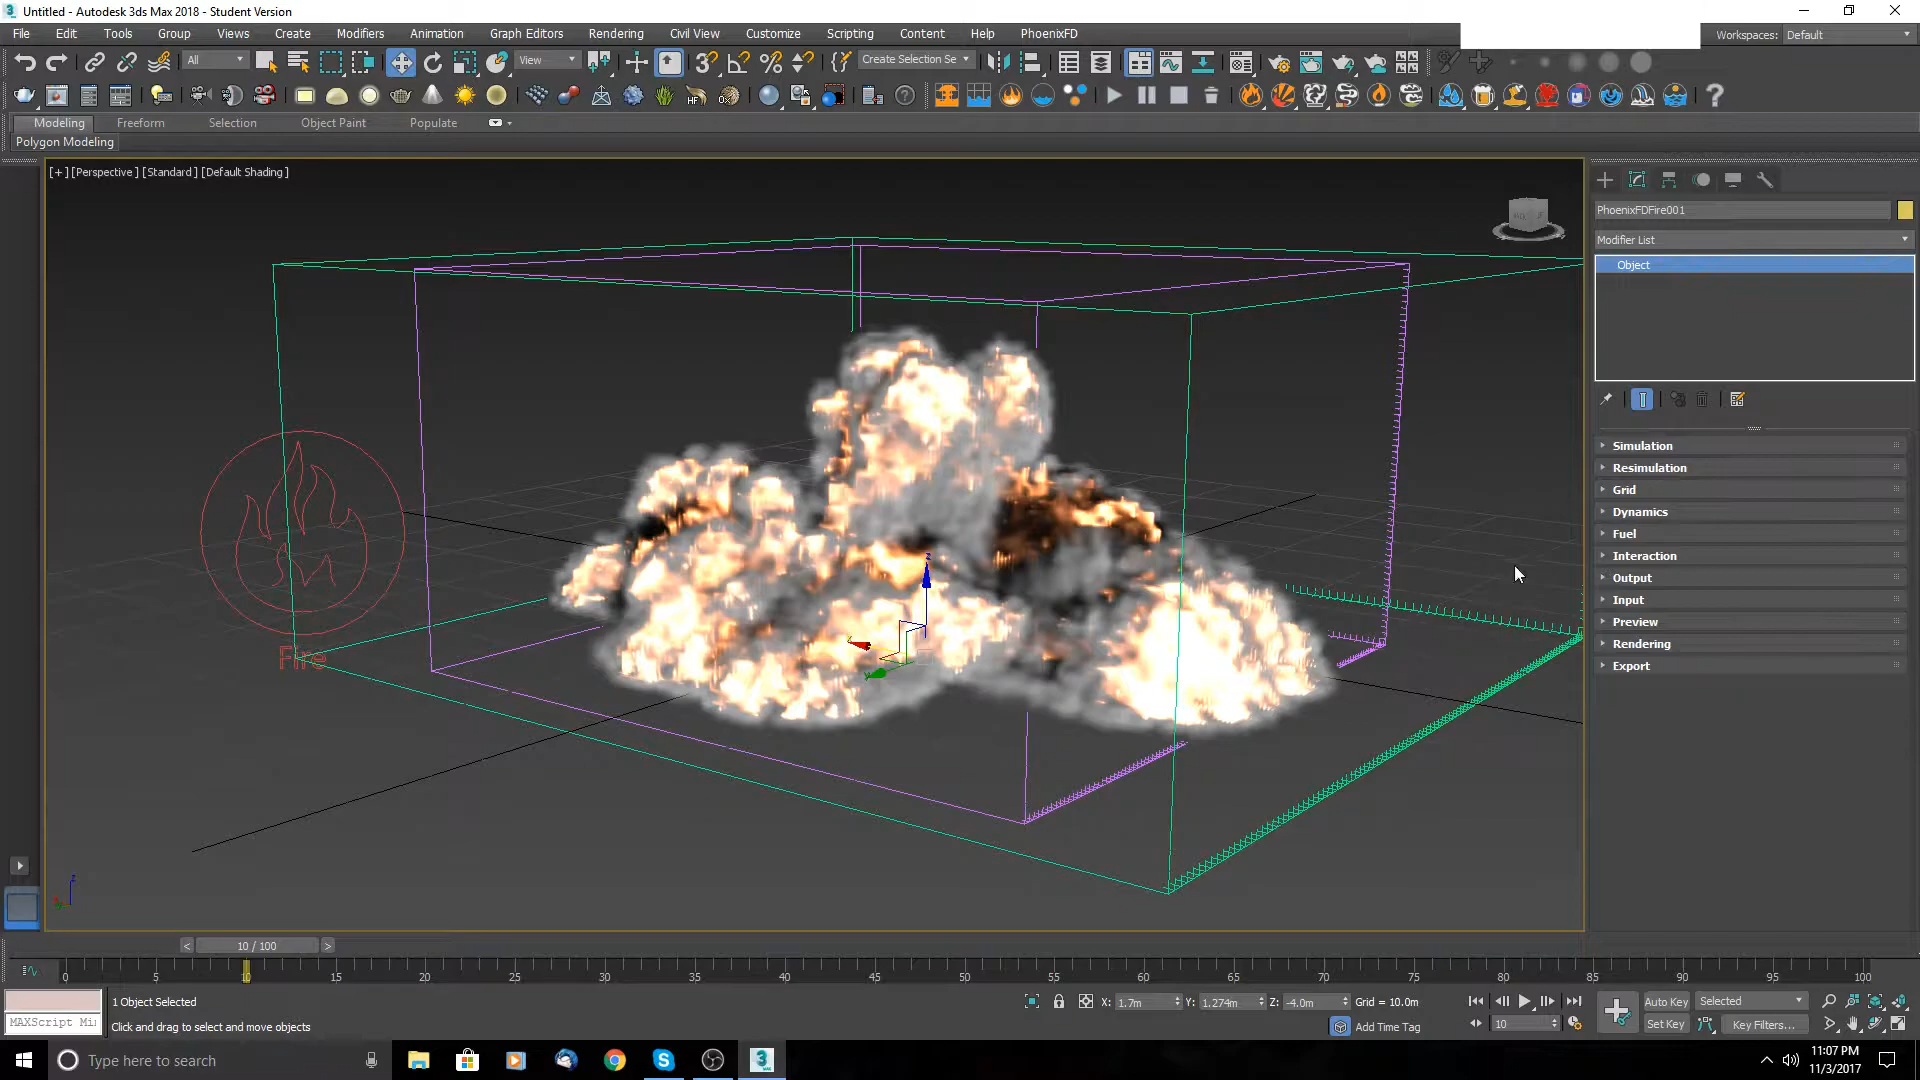 Untitled - Autodesk 3ds Max 2018 - Student Version
File Edit Tools Group Views Create Modifiers Animation Graph Editors Rendering Civil View Customize Scripting Content Help PhoenixFD
Workspaces: Default
All View Create Selection Se
Modeling Freeform Selection Object Paint Populate
Polygon Modeling
[+] [Perspective] [Standard] [Default Shading]
PhoenixFDFire001
Modifier List
Object
Simulation
Resimulation
Grid
Dynamics
Fuel
Interaction
Output
Input
Preview
Rendering
Export
Fire
z
z
< 10 / 100 >
0 5 10 15 20 25 30 35 40 45 50 55 60 65 70 75 80 85 90 95 100
1 Object Selected
X: 1.7m Y: 1.274m Z: -4.0m Grid = 10.0m
Auto Key Selected
MAXScript Mi
Click and drag to select and move objects
Add Time Tag
10
Set Key Key Filters...
Type here to search
11:07 PM
11/3/2017